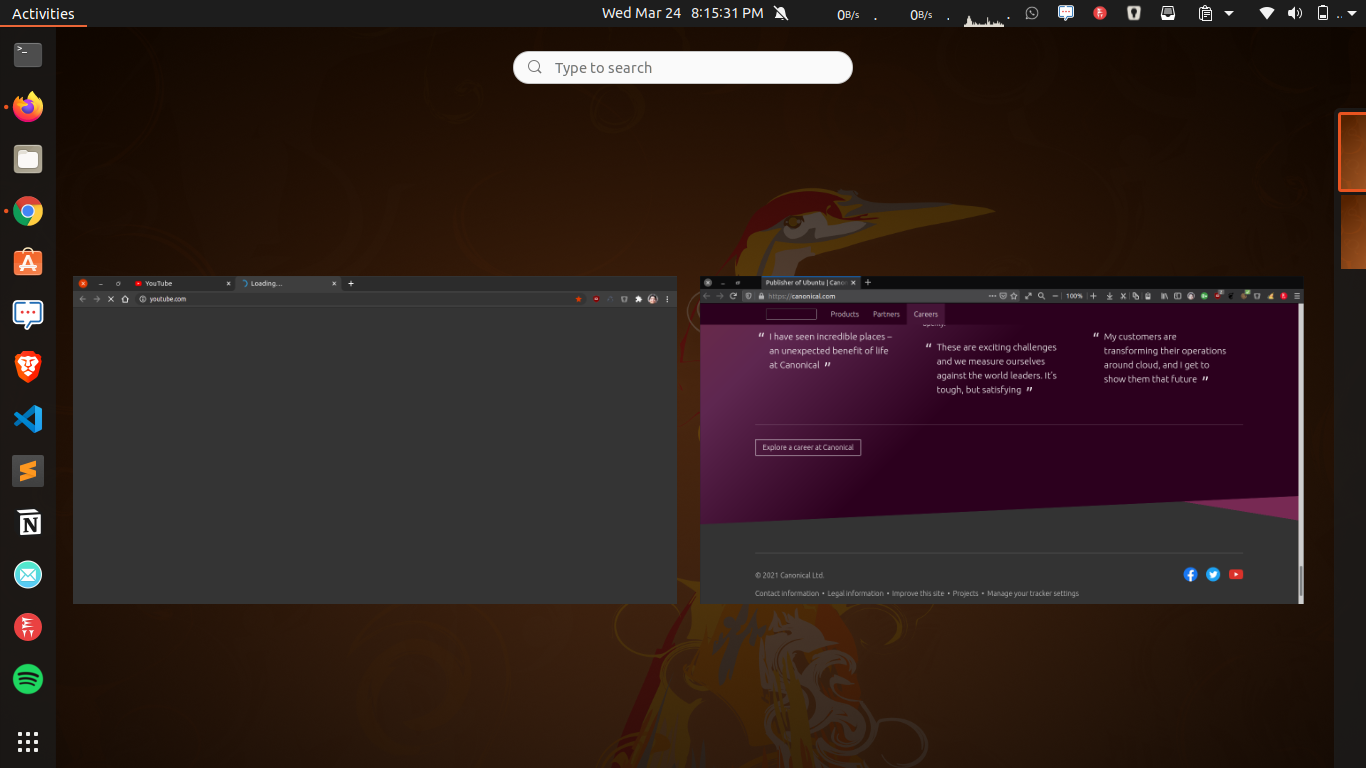 Activities
Wed Mar 24 8:15:31 PM
0B/s .
0B/s .
Type to search
YouTube
Loading...
youtube.com
Publisher of Ubuntu | Canon
https://canonical.com
100%
Products
Partners
Careers
“ I have seen incredible places –
an unexpected benefit of life
at Canonical ”
“ These are exciting challenges
and we measure ourselves
against the world leaders. It's
tough, but satisfying ”
“ My customers are
transforming their operations
around cloud, and i get to
show them that future ”
Explore a career at Canonical
© 2021 Canonical Ltd.
Contact information • Legal information • Improve this site • Projects • Manage your tracker settings